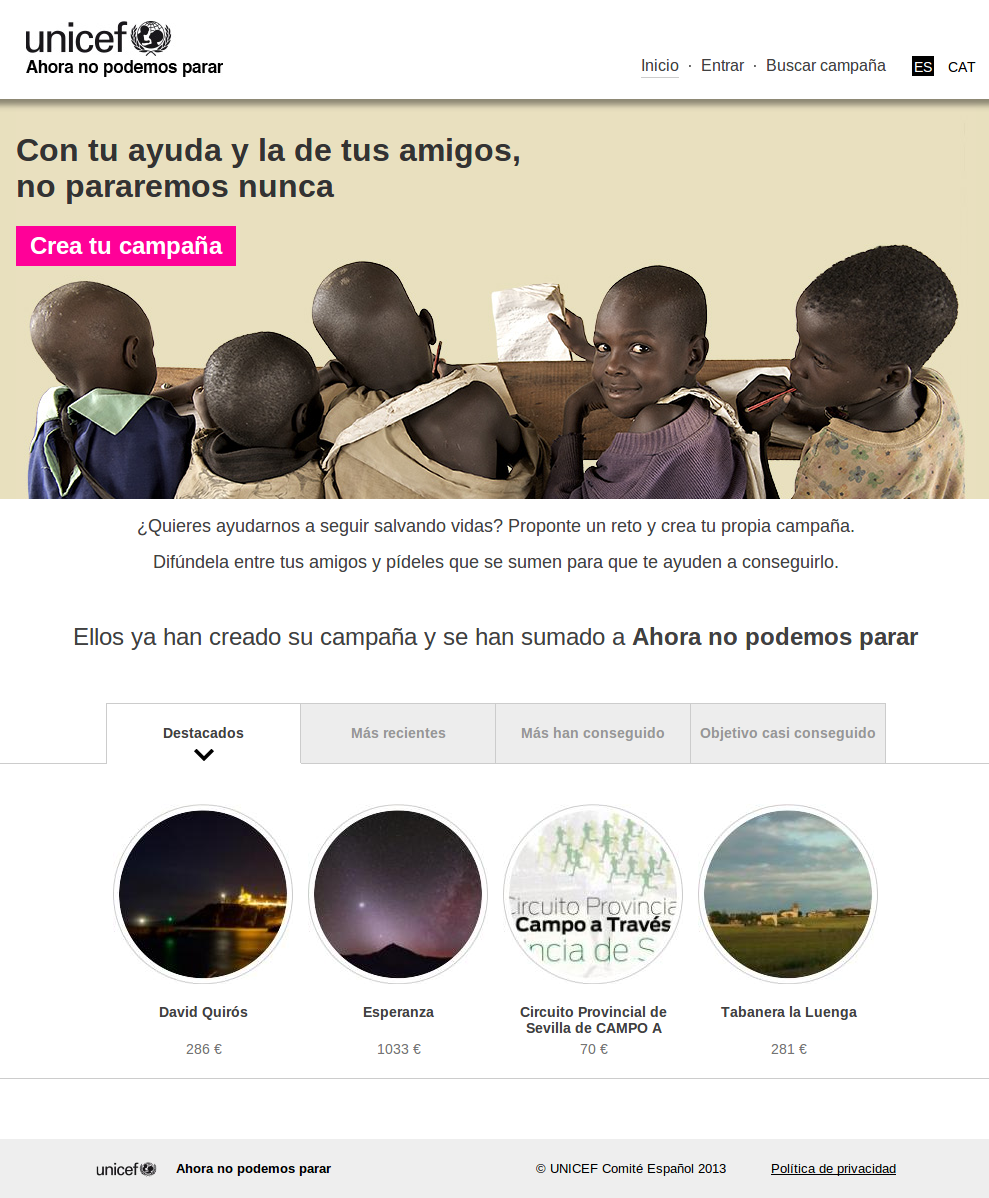 unicef
Ahora no podemos parar
Inicio · Entrar · Buscar campaña ES CAT
Con tu ayuda y la de tus amigos,
no pararemos nunca
Crea tu campaña
¿Quieres ayudarnos a seguir salvando vidas? Proponte un reto y crea tu propia campaña.
Difúndela entre tus amigos y pídeles que se sumen para que te ayuden a conseguirlo.
Ellos ya han creado su campaña y se han sumado a Ahora no podemos parar
Destacados Más recientes Más han conseguido Objetivo casi conseguido
Circuito Provincia
Campo a Través
incia de S
David Quirós Esperanza Circuito Provincial de Tabanera la Luenga
Sevilla de CAMPO A
286 € 1033 € 70 € 281 €
unicef Ahora no podemos parar © UNICEF Comité Español 2013 Política de privacidad